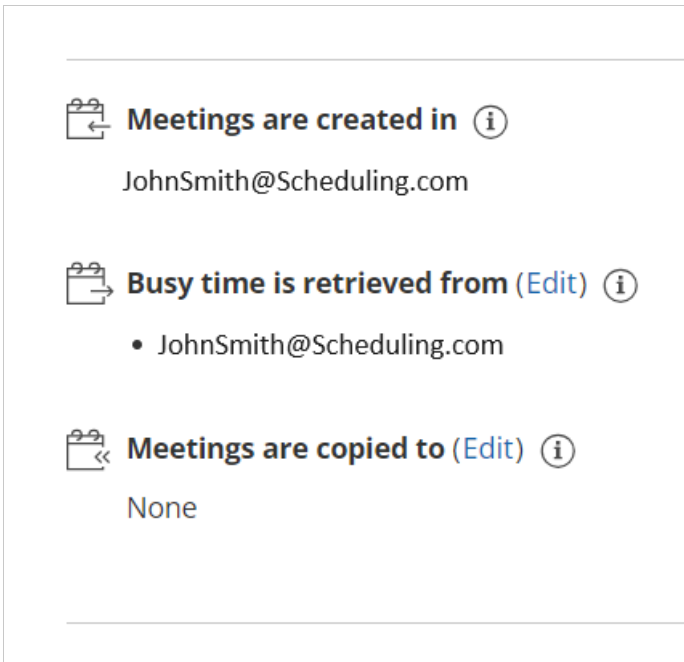 Meetings are created in i
JohnSmith@Scheduling.com
Busy time is retrieved from (Edit) i
• JohnSmith@Scheduling.com
Meetings are copied to (Edit) i
None